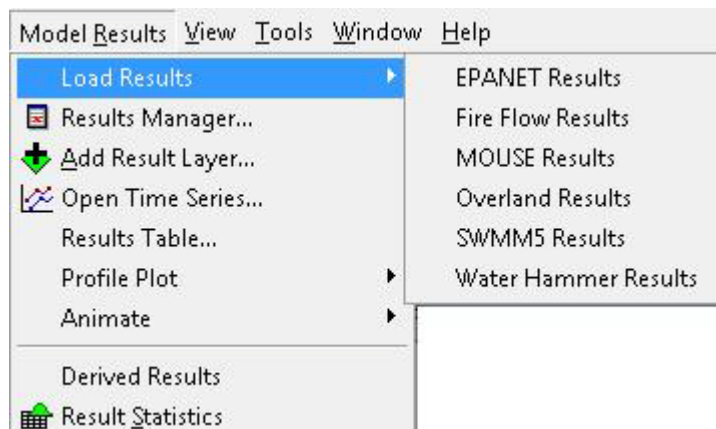 Model Results View Tools Window Help
Load Results
EPANET Results
Results Manager...
Fire Flow Results
Add Result Layer...
MOUSE Results
Open Time Series...
Overland Results
Results Table...
SWMM5 Results
Profile Plot
Water Hammer Results
Animate
Derived Results
Result Statistics